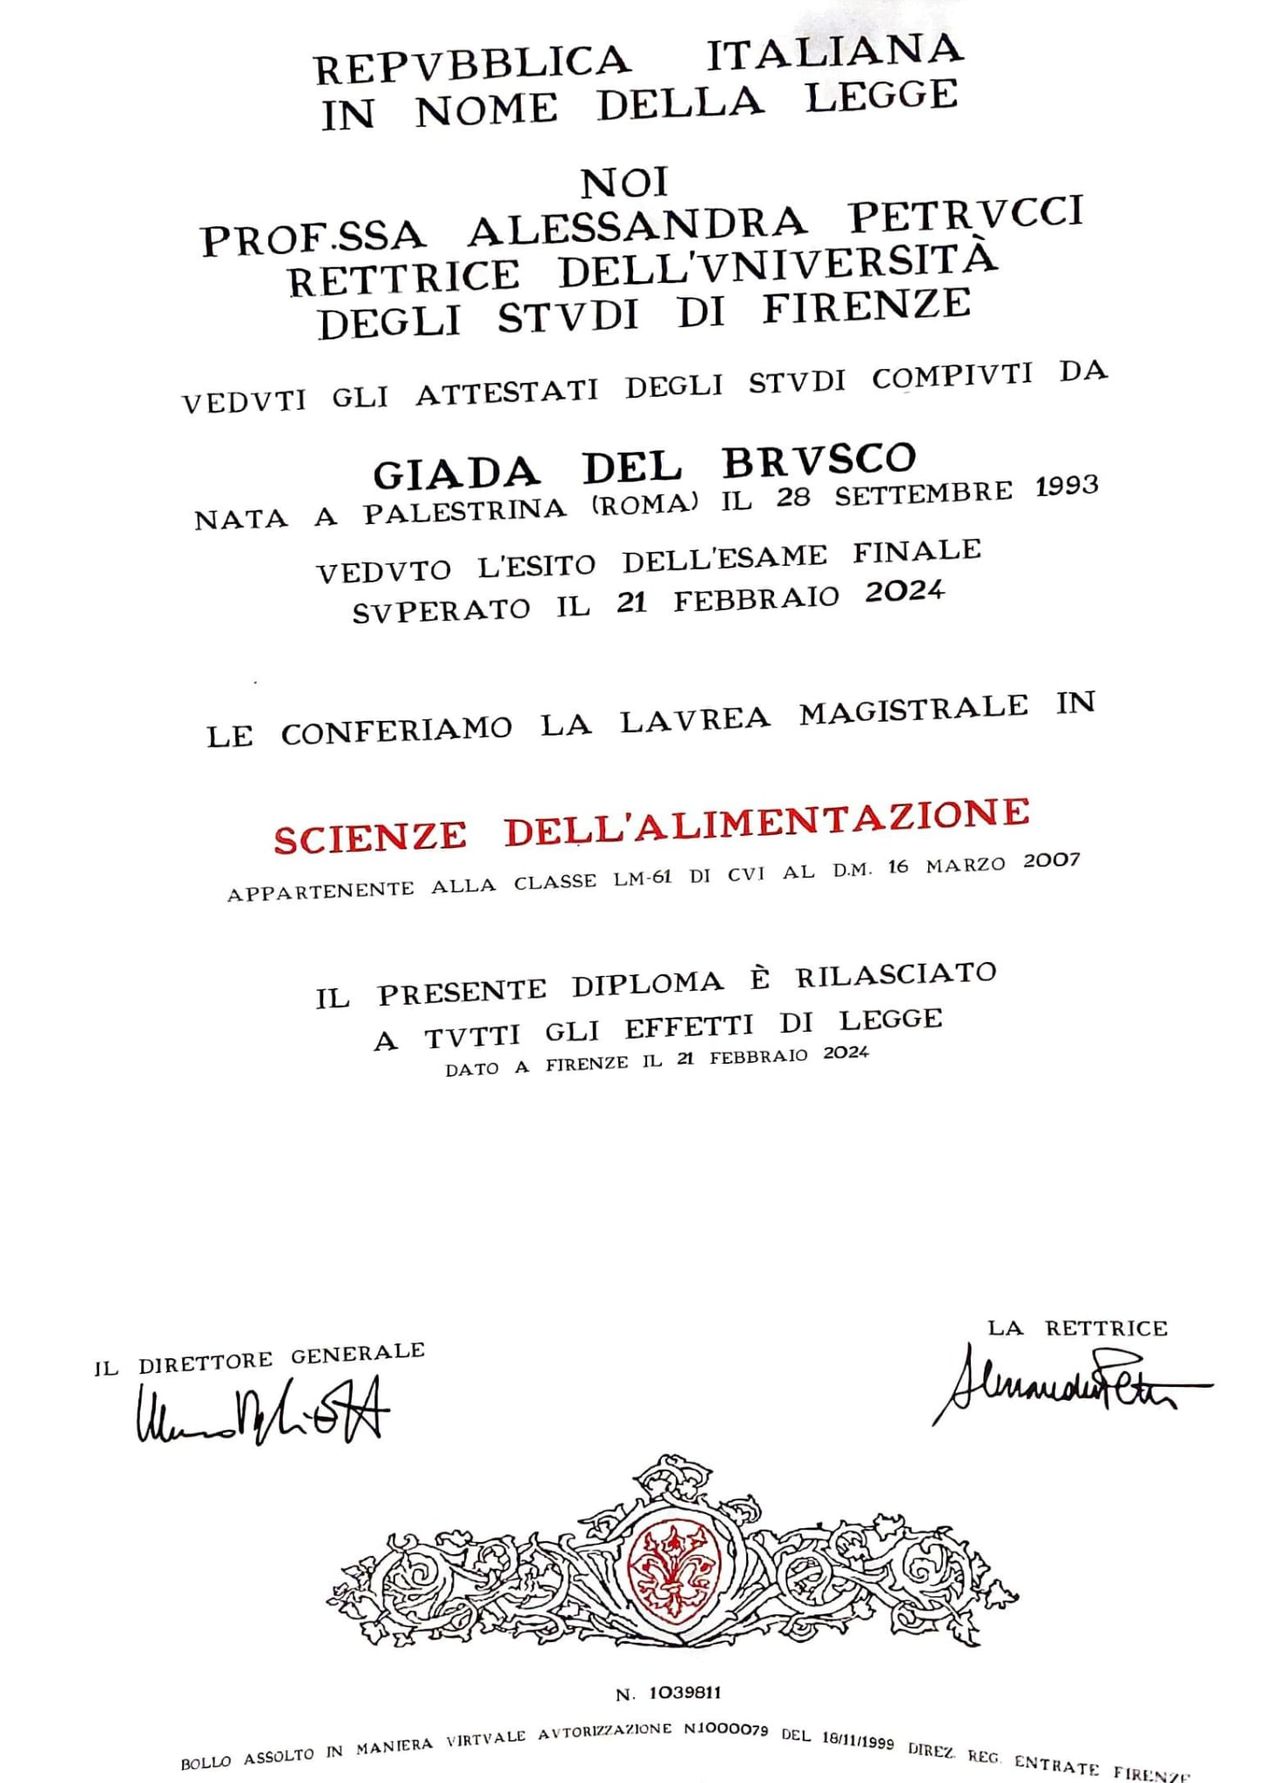 REPVBBLICA ITALIANA
IN NOME DELLA LEGGE
NOI
PROF.SSA ALESSANDRA PETRVCCI
RETTRICE DELL'VNIVERSITÀ
DEGLI STVDI DI FIRENZE
VEDVTI GLI ATTESTATI DEGLI STVDI COMPIVTI DA
GIADA DEL BRVSCO
NATA A PALESTRINA (ROMA) IL 28 SETTEMBRE 1993
VEDVTO L'ESITO DELL'ESAME FINALE
SVPERATO IL 21 FEBBRAIO 2024
LE CONFERIAMO LA LAVREA MAGISTRALE IN
SCIENZE DELL'ALIMENTAZIONE
APPARTENENTE ALLA CLASSE LM-61 DI CVI AL D.M. 16 MARZO 2007
IL PRESENTE DIPLOMA È RILASCIATO
A TVTTI GLI EFFETTI DI LEGGE
DATO A FIRENZE IL 21 FEBBRAIO 2024
IL DIRETTORE GENERALE
LA RETTRICE
N. 1039811
BOLLO ASSOLTO IN MANIERA VIRTVALE AVTORIZZAZIONE N.1000079 DEL 18/11/1999 DIREZ. REG. ENTRATE FIRENZE